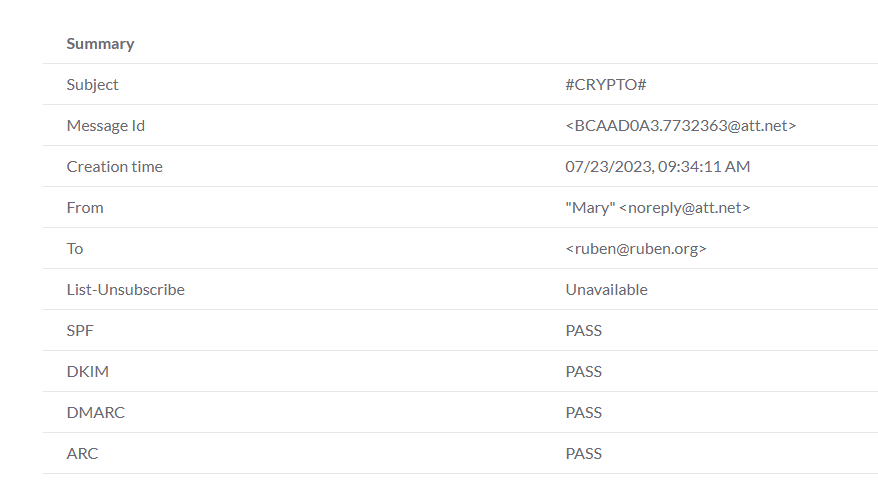 Summary
Subject #CRYPTO#
Message Id <BCAAD0A3.7732363@att.net>
Creation time 07/23/2023, 09:34:11 AM
From "Mary" <noreply@att.net>
To <ruben@ruben.org>
List-Unsubscribe Unavailable
SPF PASS
DKIM PASS
DMARC PASS
ARC PASS